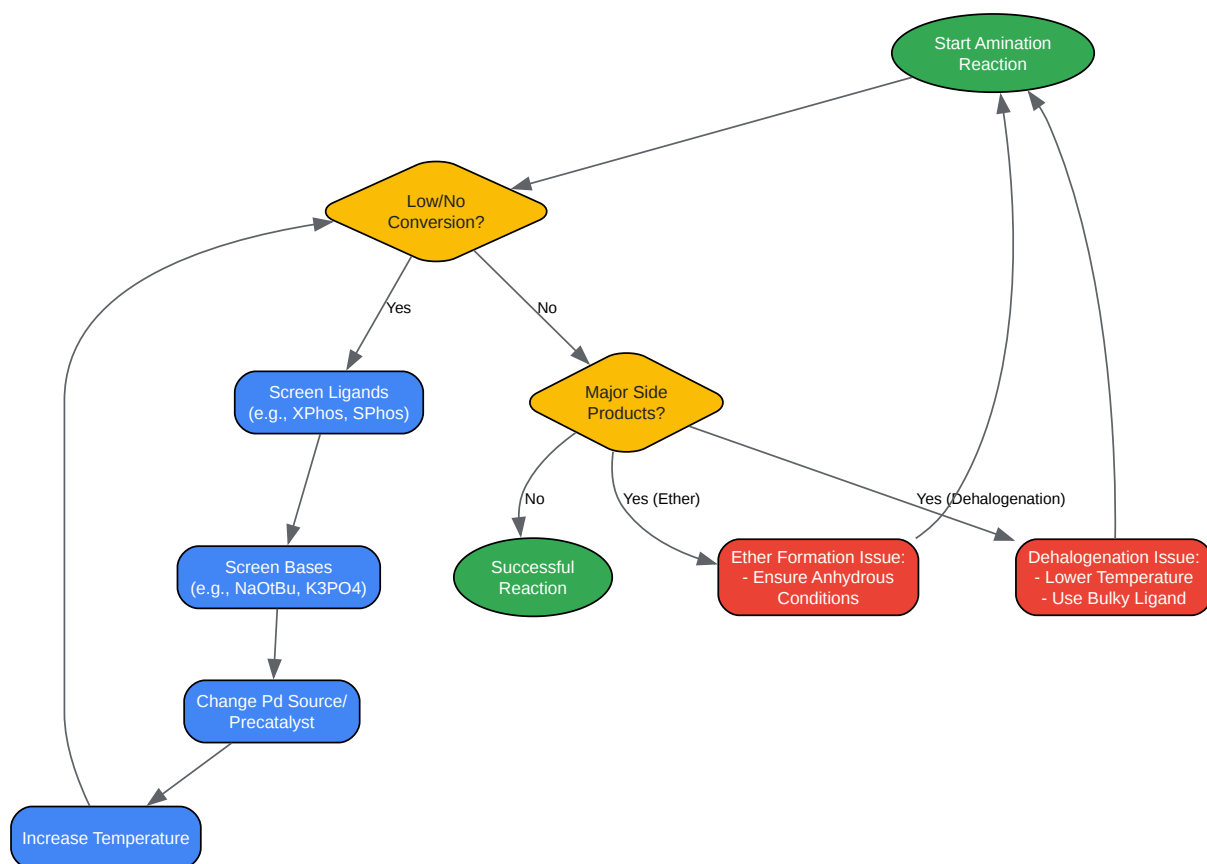 Start Amination
Reaction
Low/No
Conversion?
Yes
No
Screen Ligands
(e.g., XPhos, SPhos)
Major Side
Products?
No
Yes (Ether)
Yes (Dehalogenation)
Screen Bases
(e.g., NaOtBu, K3PO4)
Successful
Reaction
Ether Formation Issue:
- Ensure Anhydrous
Conditions
Dehalogenation Issue:
- Lower Temperature
- Use Bulky Ligand
Change Pd Source/
Precatalyst
Increase Temperature